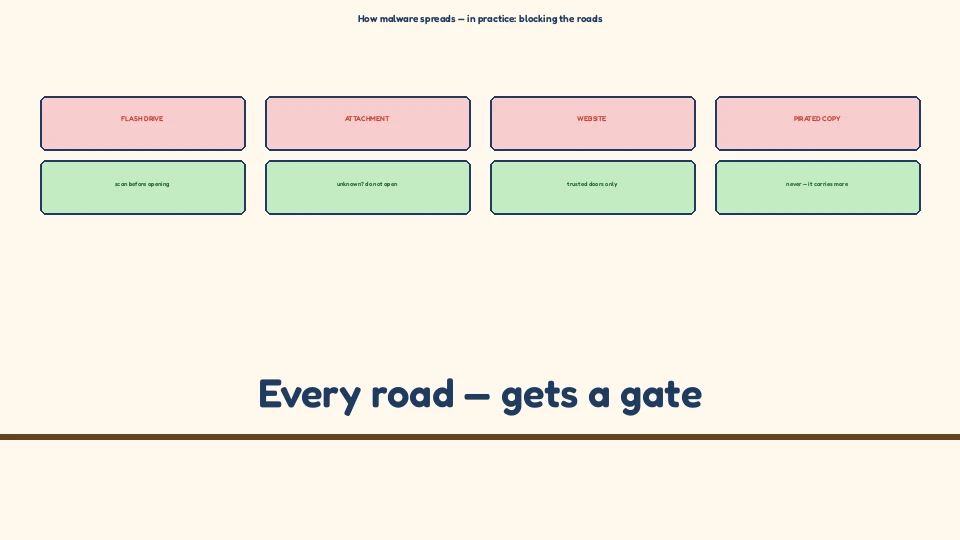 How malware spreads — in practice: blocking the roads
FLASH DRIVE
ATTACHMENT
WEBSITE
PIRATED COPY
scan before opening
unknown? do not open
trusted doors only
never — it carries more
Every road — gets a gate